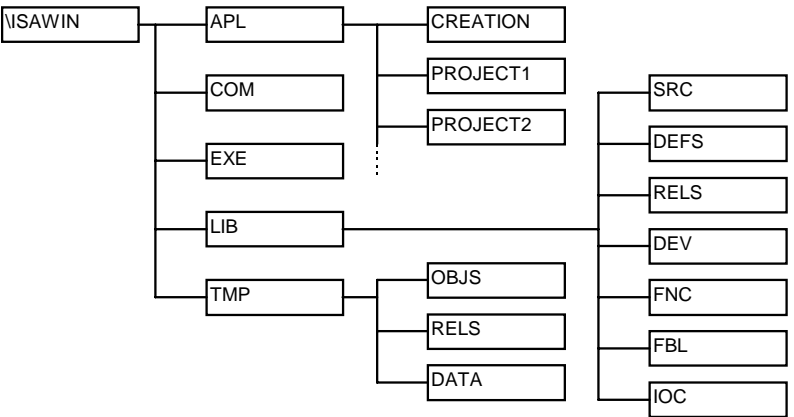 \ISAWIN
APL
CREATION
PROJECT1
PROJECT2
COM
EXE
LIB
TMP
OBJS
RELS
DATA
SRC
DEFS
RELS
DEV
FNC
FBL
IOC